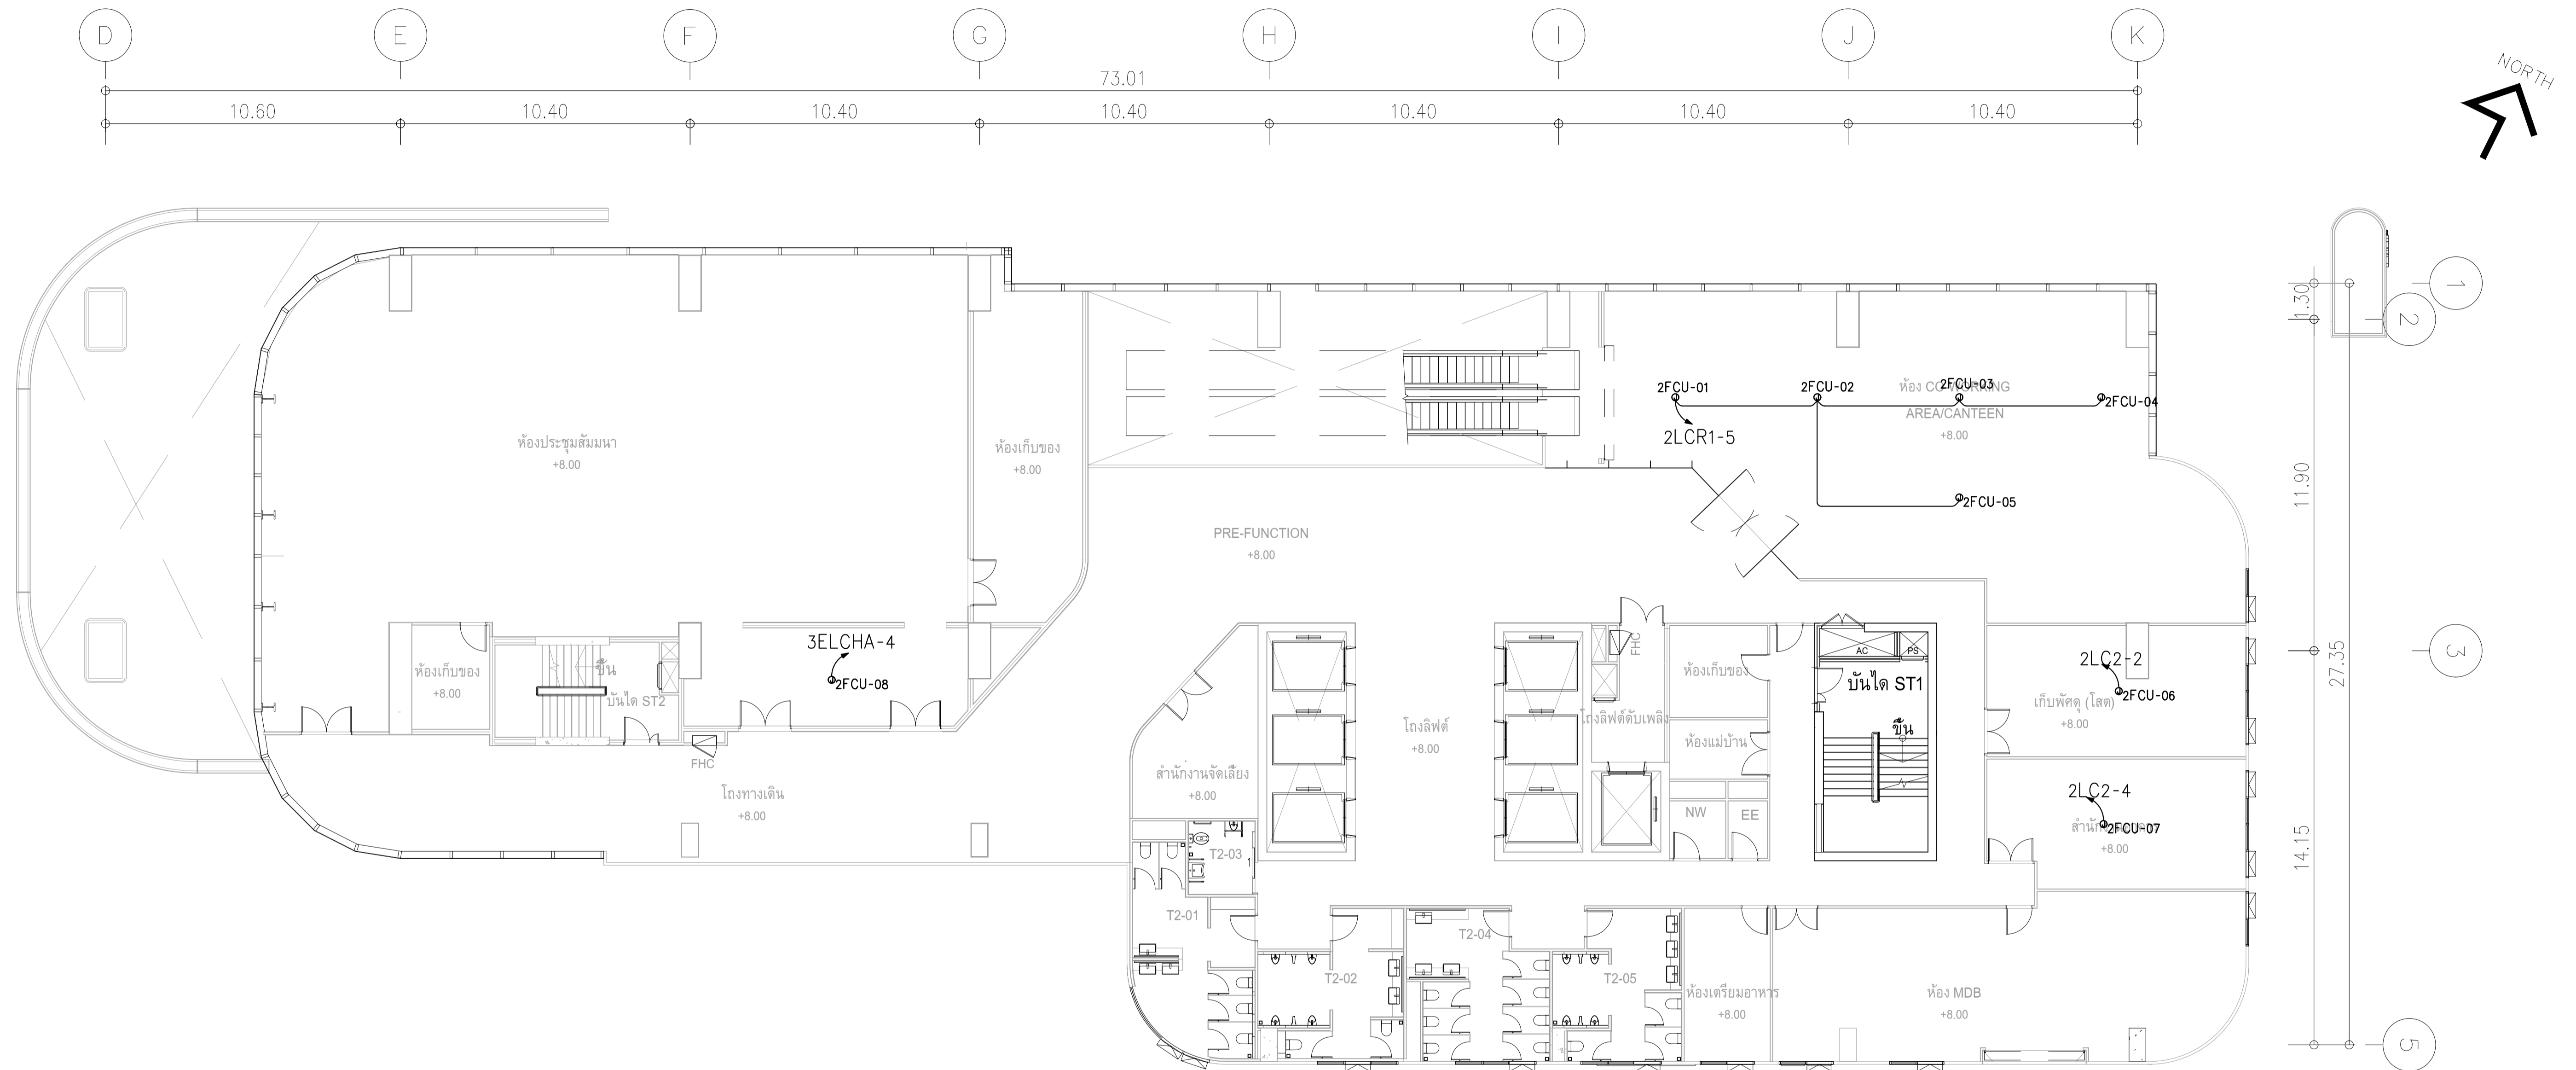 D E F G H I J K
NORTH
73.01
10.60 10.40 10.40 10.40 10.40 10.40 10.40
1
1.30
2
2FCU-01
2FCU-02
2FCU-03
ห้อง CO-WORKING
2FCU-04
AREA/CANTEEN
+8.00
2LCR1-5
ห้องประชุมสัมมนา
+8.00
ห้องเก็บของ
+8.00
11.90
2FCU-05
PRE-FUNCTION
+8.00
3ELCHA-4
2FCU-08
ห้องเก็บของ
+8.00
ขึ้น
บันได ST2
FHC
ห้องเก็บของ
AC
PS
บันได ST1
2LC2-2
2FCU-06
เก็บพัสดุ (โสต)
+8.00
3
27.35
โถงลิฟต์
+8.00
โถงลิฟต์ดับเพลิง
ห้องแม่บ้าน
ขึ้น
FHC
สำนักงานจัดเลี้ยง
+8.00
โถงทางเดิน
+8.00
2LC2-4
2FCU-07
+8.00
NW
EE
14.15
T2-03
T2-01
T2-04
T2-02
T2-05
ห้องเตรียมอาหาร
+8.00
ห้อง MDB
+8.00
5